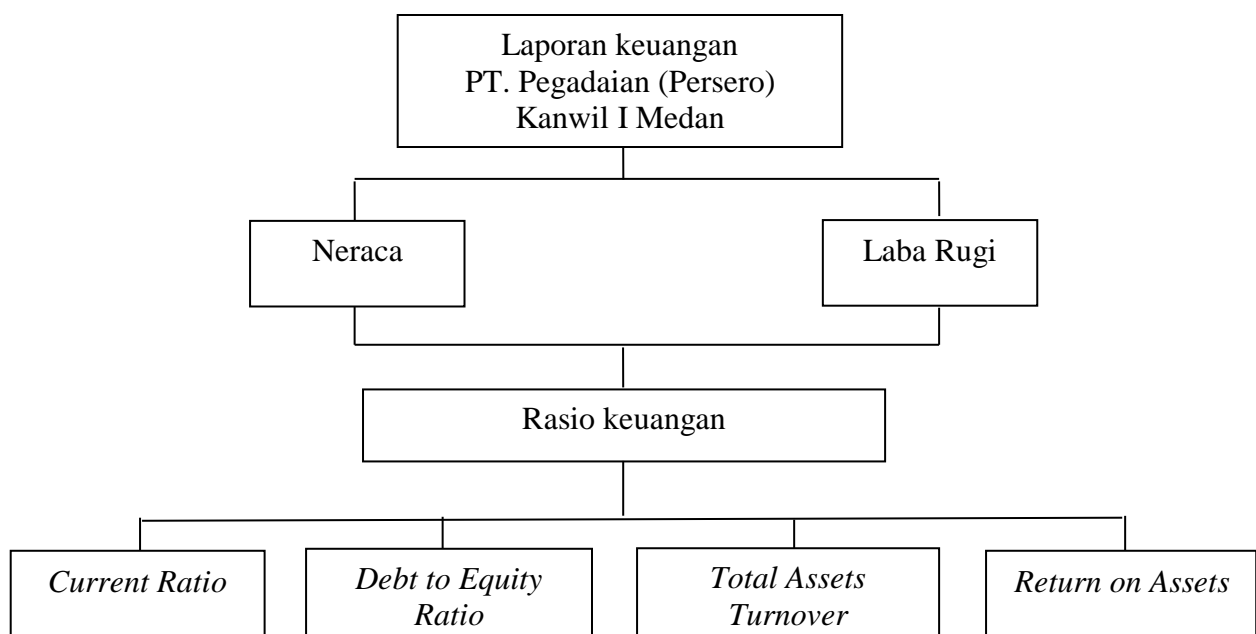 Laporan keuangan
PT. Pegadaian (Persero)
Kanwil I Medan
Neraca
Laba Rugi
Rasio keuangan
Current Ratio
Debt to Equity
Ratio
Total Assets
Turnover
Return on Assets